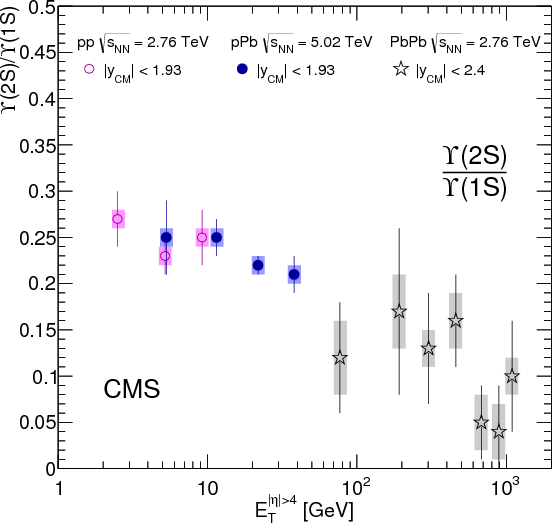 ϒ(2S)/ϒ(1S)
0.5
0.45
0.4
0.35
0.3
0.25
0.2
0.15
0.1
0.05
0
pp √s_NN = 2.76 TeV
|y_CM| < 1.93
pPb √s_NN = 5.02 TeV
|y_CM| < 1.93
PbPb √s_NN = 2.76 TeV
|y_CM| < 2.4
ϒ(2S)
ϒ(1S)
CMS
1 10 10² 10³
E_T^|η|>4 [GeV]